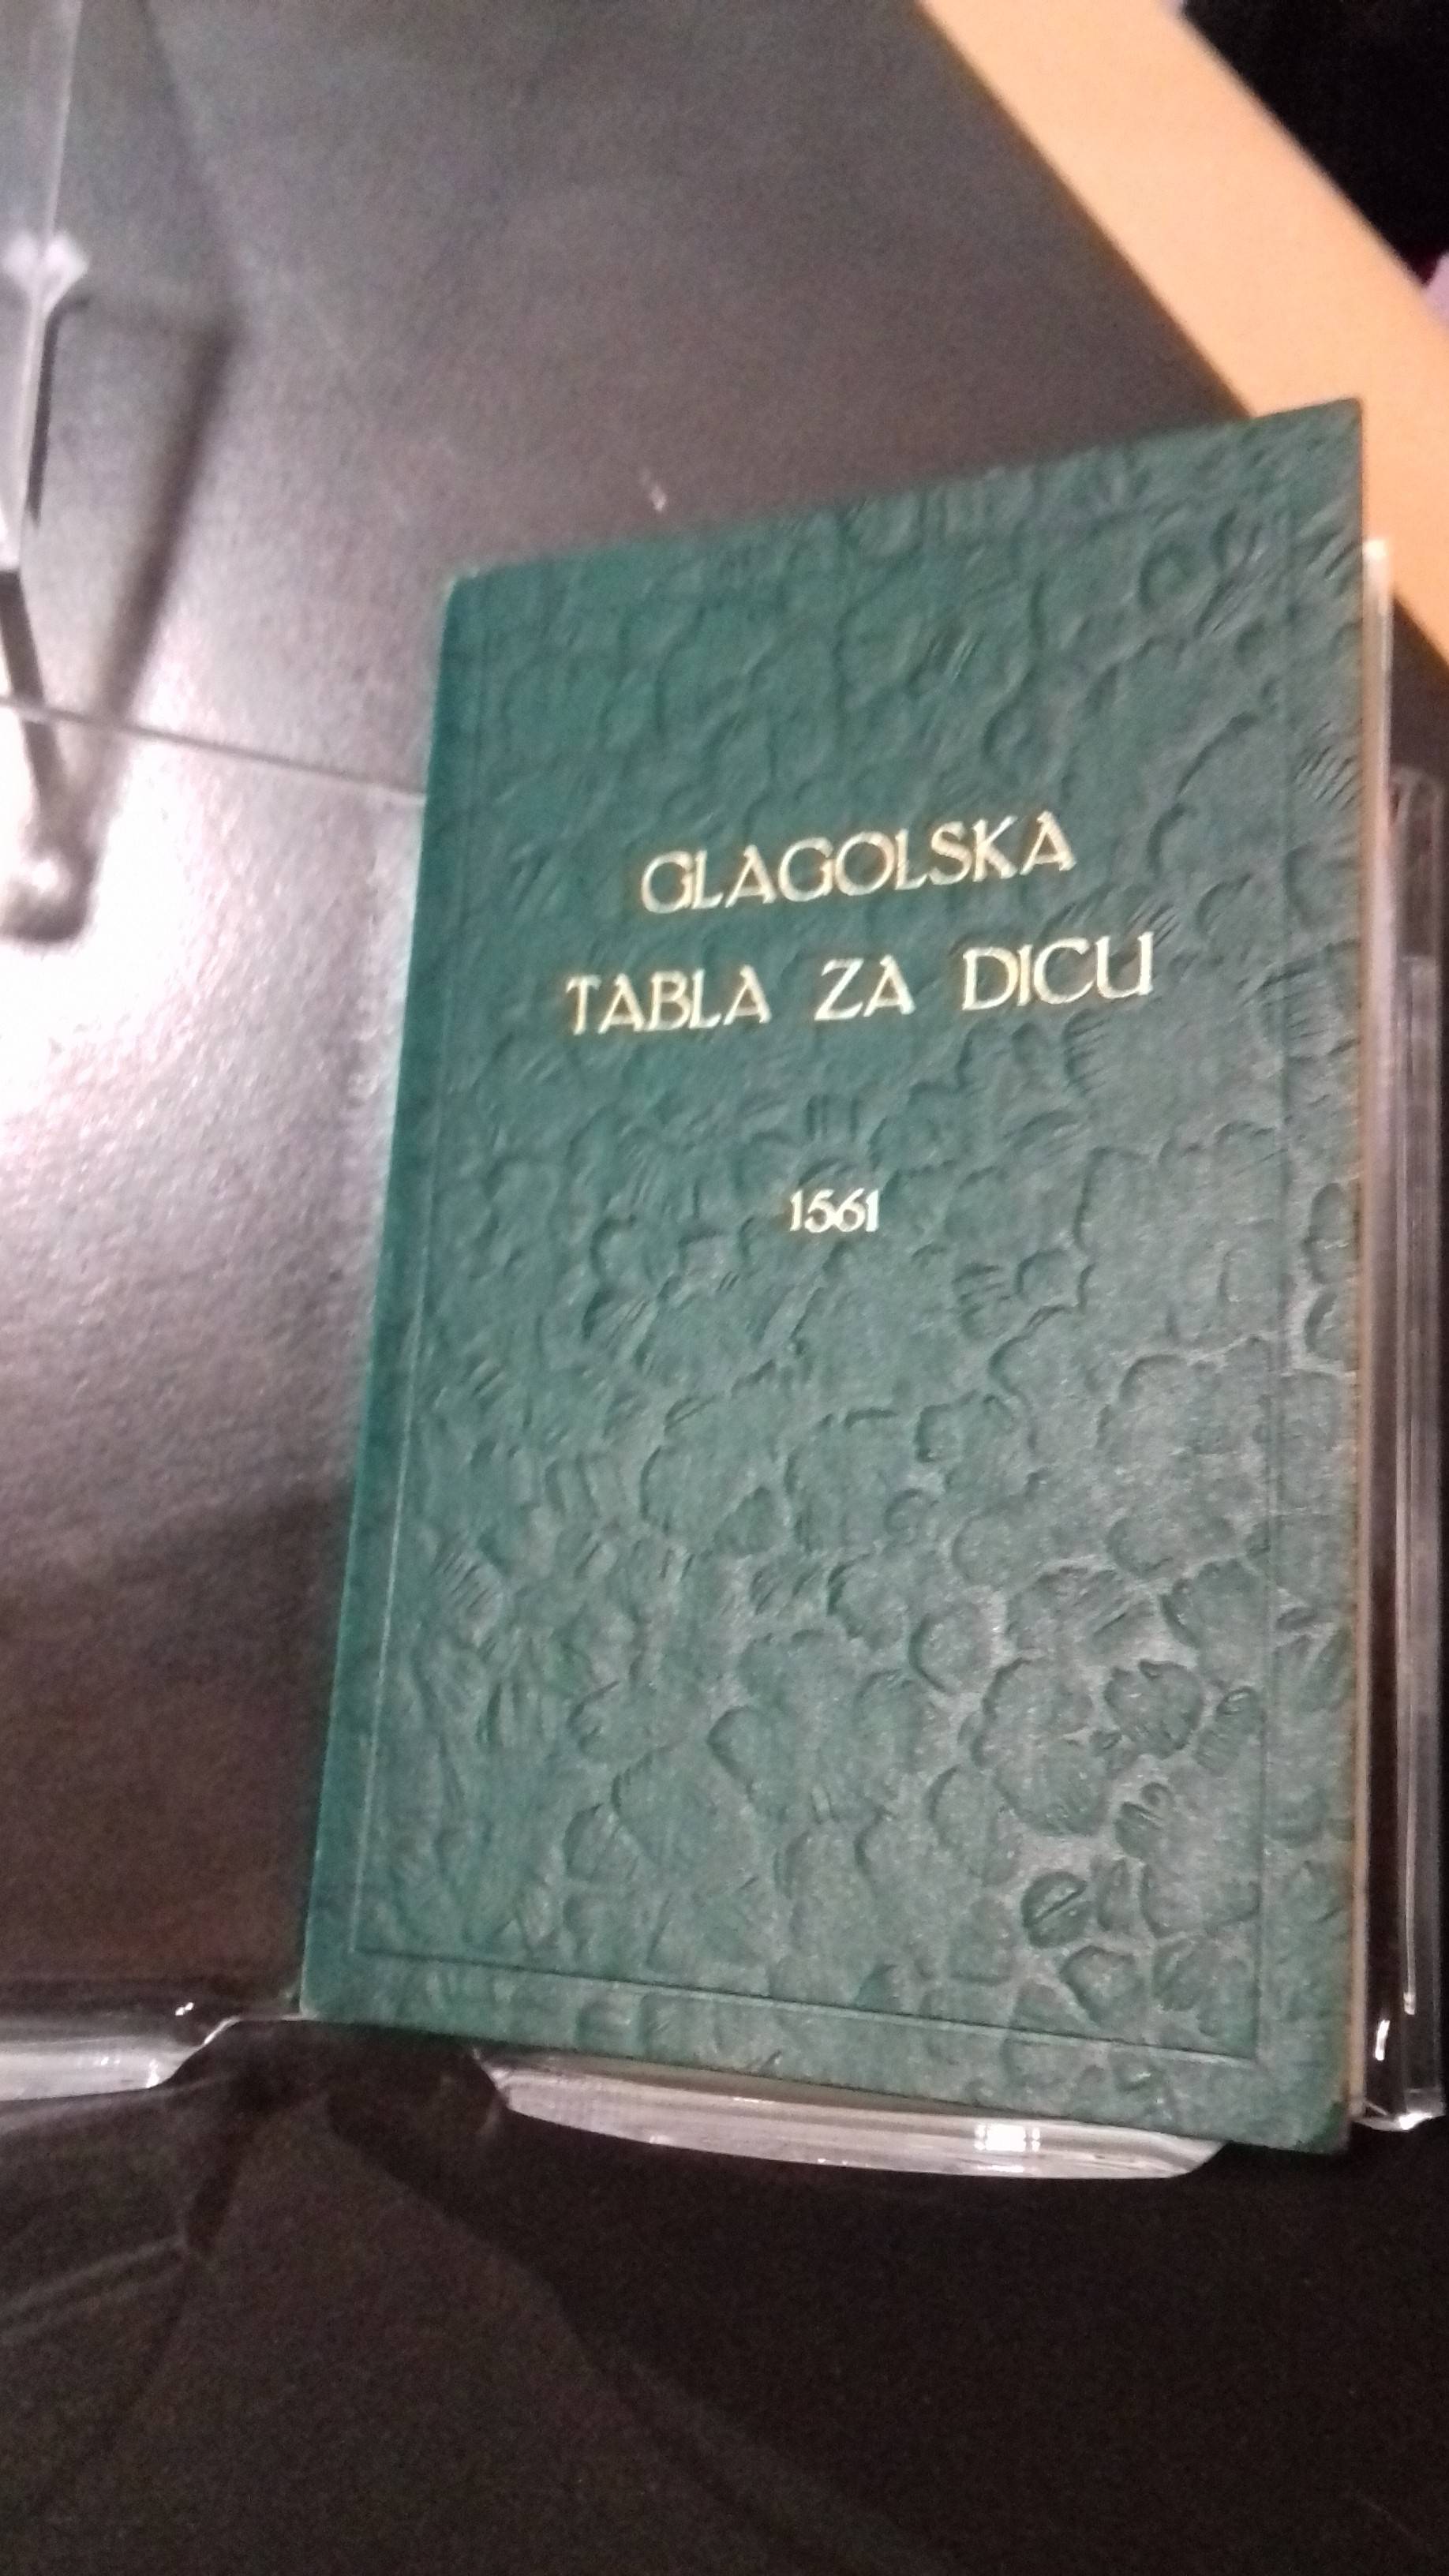 GLAGOLSKA
TABLA ZA DICU
1561